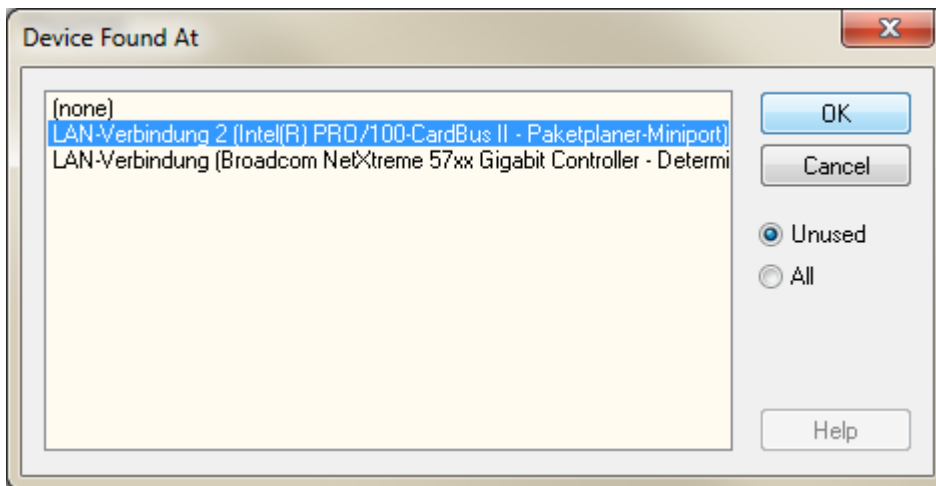 Device Found At
(none)
LAN-Verbindung 2 (Intel(R) PRO/100-CardBus II - Paketplaner-Miniport)
LAN-Verbindung (Broadcom NetXtreme 57xx Gigabit Controller - Determi
OK
Cancel
Unused
All
Help